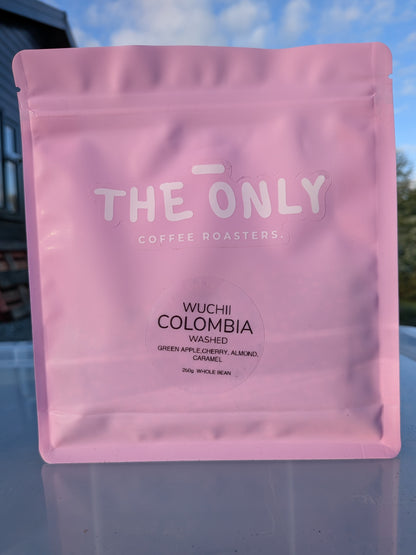 THE ONLY
COFFEE ROASTERS.
WUCHII
COLOMBIA
WASHED
GREEN APPLE,CHERRY, ALMOND,
CARAMEL
250g WHOLE BEAN